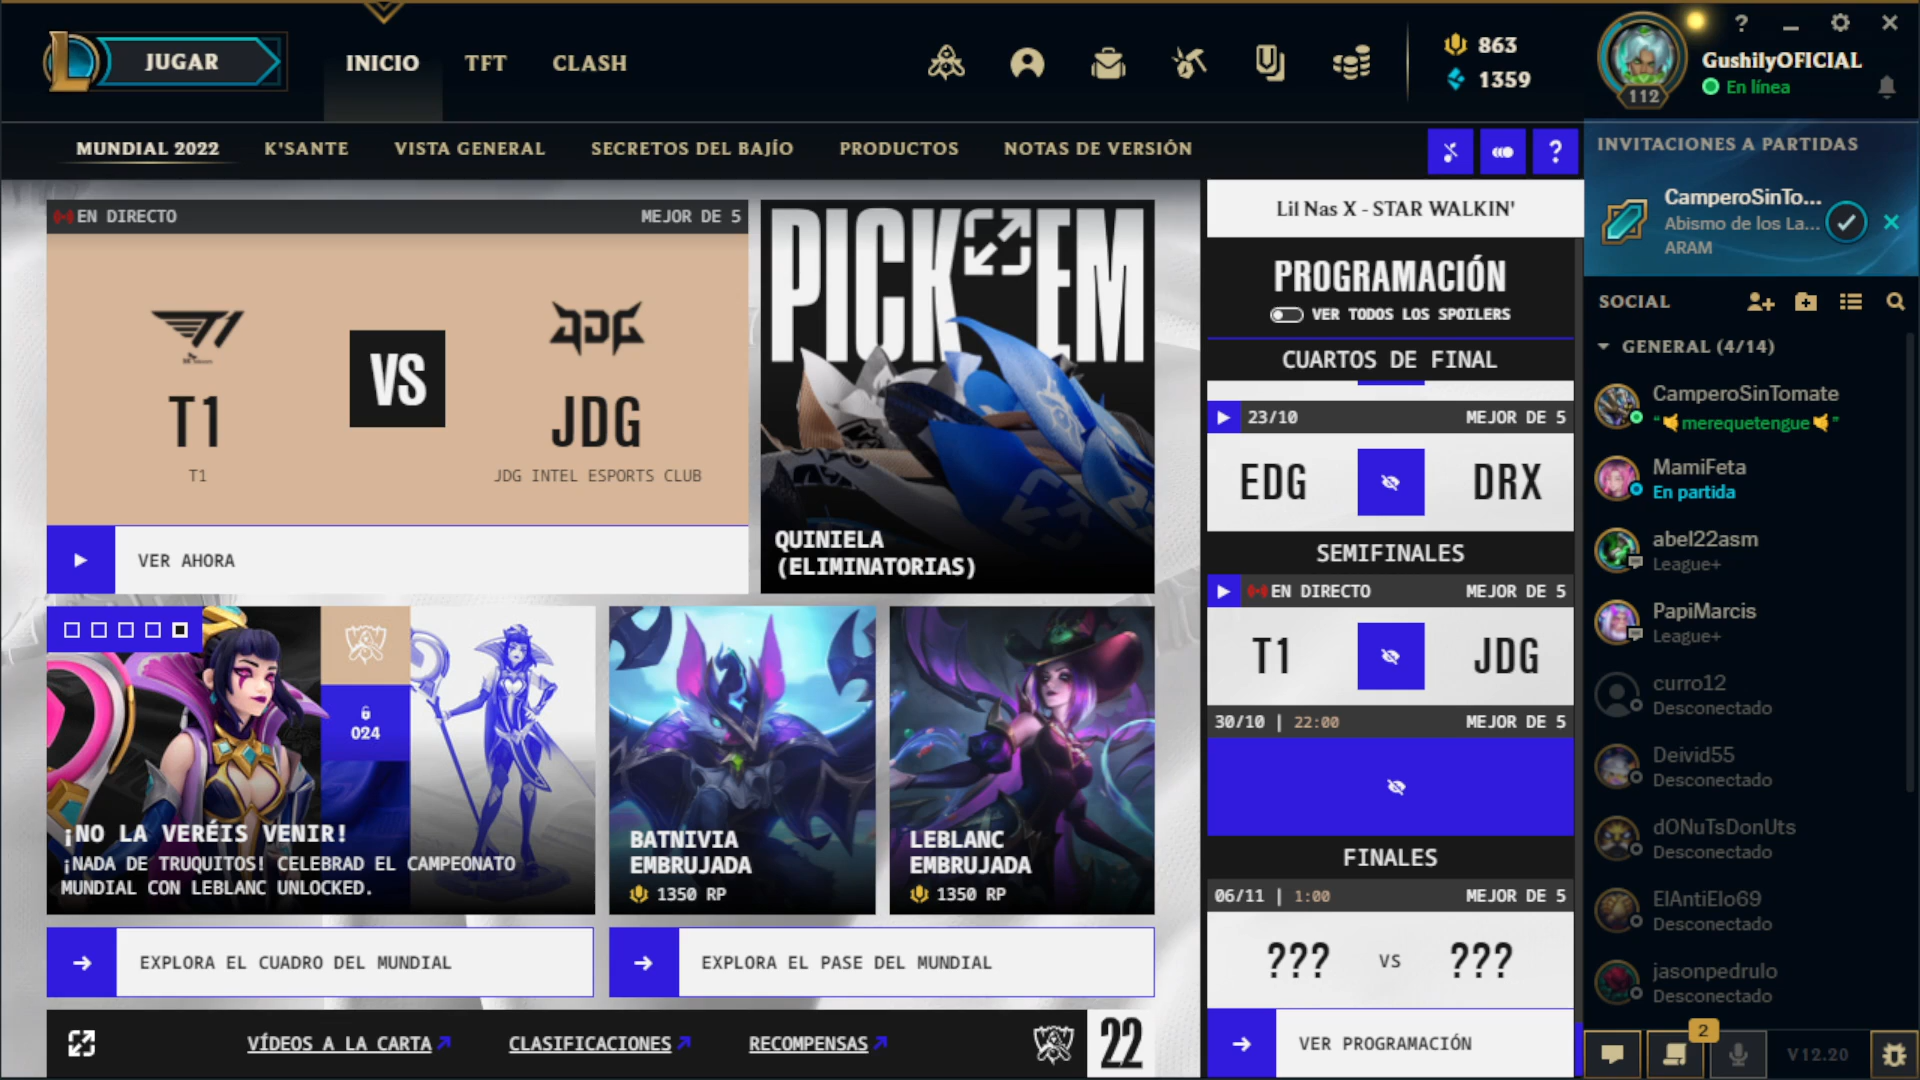 JUGAR
INICIO
TFT
CLASH
863
1359
112
GushilyOFICIAL
En línea
MUNDIAL 2022
K'SANTE
VISTA GENERAL
SECRETOS DEL BAJÍO
PRODUCTOS
NOTAS DE VERSIÓN
EN DIRECTO
MEJOR DE 5
T1
VS
JDG
T1
JDG INTEL ESPORTS CLUB
VER AHORA
PICK EM
QUINIELA
(ELIMINATORIAS)
024
¡NO LA VERÉIS VENIR!
¡NADA DE TRUQUITOS! CELEBRAD EL CAMPEONATO
MUNDIAL CON LEBLANC UNLOCKED.
BATNIVIA
EMBRUJADA
1350 RP
LEBLANC
EMBRUJADA
1350 RP
EXPLORA EL CUADRO DEL MUNDIAL
EXPLORA EL PASE DEL MUNDIAL
VÍDEOS A LA CARTA
CLASIFICACIONES
RECOMPENSAS
22
Lil Nas X - STAR WALKIN'
PROGRAMACIÓN
VER TODOS LOS SPOILERS
CUARTOS DE FINAL
23/10
MEJOR DE 5
EDG
DRX
SEMIFINALES
EN DIRECTO
MEJOR DE 5
T1
JDG
30/10 | 22:00
MEJOR DE 5
FINALES
06/11 | 1:00
MEJOR DE 5
??? VS ???
VER PROGRAMACIÓN
INVITACIONES A PARTIDAS
CamperoSinTo...
Abismo de los La...
ARAM
SOCIAL
GENERAL (4/14)
CamperoSinTomate
"🤙merequetengue🤙"
MamiFeta
En partida
abel22asm
League+
PapiMarcis
League+
curro12
Desconectado
Deivid55
Desconectado
dONuTsDonUts
Desconectado
ElAntiElo69
Desconectado
jasonpedrulo
Desconectado
2
V12.20